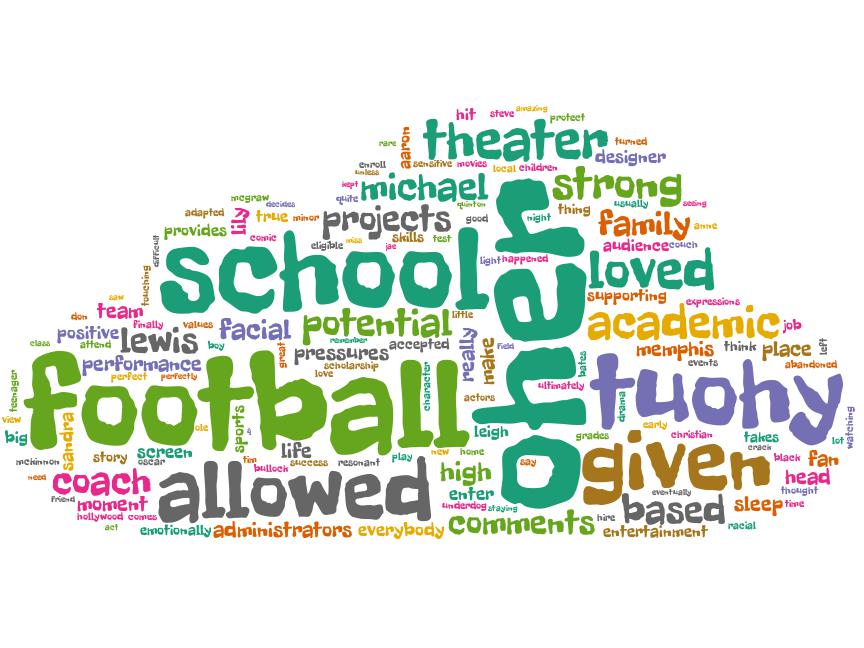 hit steve amazing protect
rare aaron theater turned
enroll sensitive movies local children designer
unless
kept michael strong
mcgraw decides quite quinton usually seeing
adapted lily true minor projects good night thing family anne
provides comic eligible miss skills test audience couch
difficult jae
school light happened loved
touching oher supporting expressions
saw
don team finally values facial potential little academic job
class positive attend lewis boy remember field memphis think place left
great pressures accepted really make events
performance scholarship bates abandoned
teenager perfect perfectly love character ultimately
football actors drama tuohy watching
view ole sports early
big sandra leigh grades christian takes lot
story screen life new home crack
mckinnon oscar tim success resonant play say given black fan
need bullock high head
coach allowed enter eventually thought
friend moment underdog staying based sleep time
hollywood comes comments hire
act emotionally administrators everybody entertainment racial